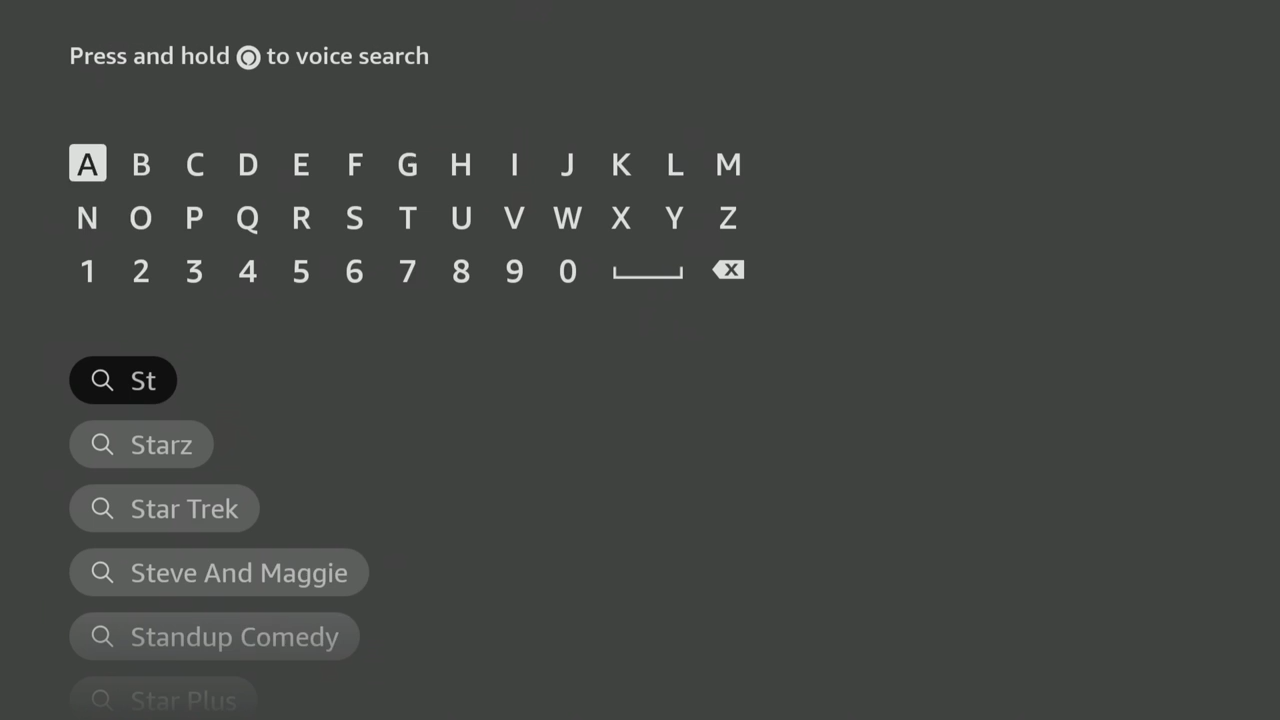 Press and hold to voice search
A B C D E F G H I J K L M
N O P Q R S T U V W X Y Z
1 2 3 4 5 6 7 8 9 0
St
Starz
Star Trek
Steve And Maggie
Standup Comedy
Star Plus